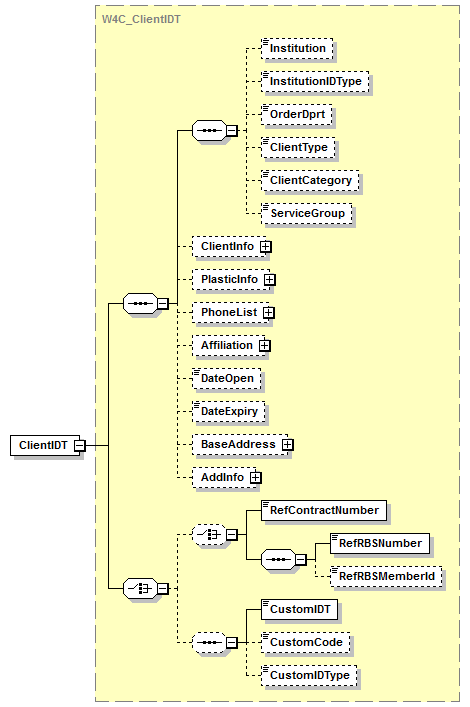 W4C_ClientIDT
Institution
InstitutionIDType
OrderDprt
ClientType
ClientCategory
ServiceGroup
ClientInfo
PlasticInfo
PhoneList
Affiliation
DateOpen
DateExpiry
ClientIDT
BaseAddress
AddInfo
RefContractNumber
RefRBSNumber
RefRBSMemberId
CustomIDT
CustomCode
CustomIDType